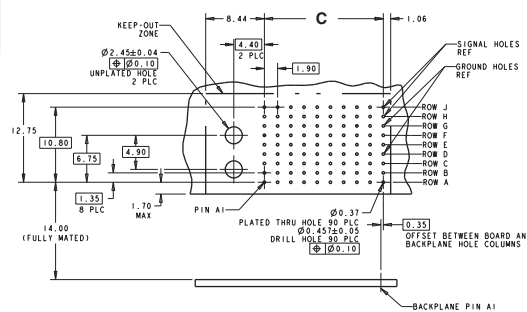 8.44
C
1.06
KEEP-OUT
ZONE
4.40
2 PLC
1.90
SIGNAL HOLES
REF
GROUND HOLES
REF
Ø2.45±0.04
⌖ Ø0.10
UNPLATED HOLE
2 PLC
ROW J
ROW H
ROW G
ROW F
ROW E
ROW D
ROW C
ROW B
ROW A
12.75
10.80
6.75
4.90
1.35
8 PLC
1.70
MAX
PIN A1
14.00
(FULLY MATED)
Ø0.37
PLATED THRU HOLE 90 PLC
Ø0.457±0.05
DRILL HOLE 90 PLC
⌖ Ø0.10
0.35
OFFSET BETWEEN BOARD AN
BACKPLANE HOLE COLUMNS
BACKPLANE PIN A1